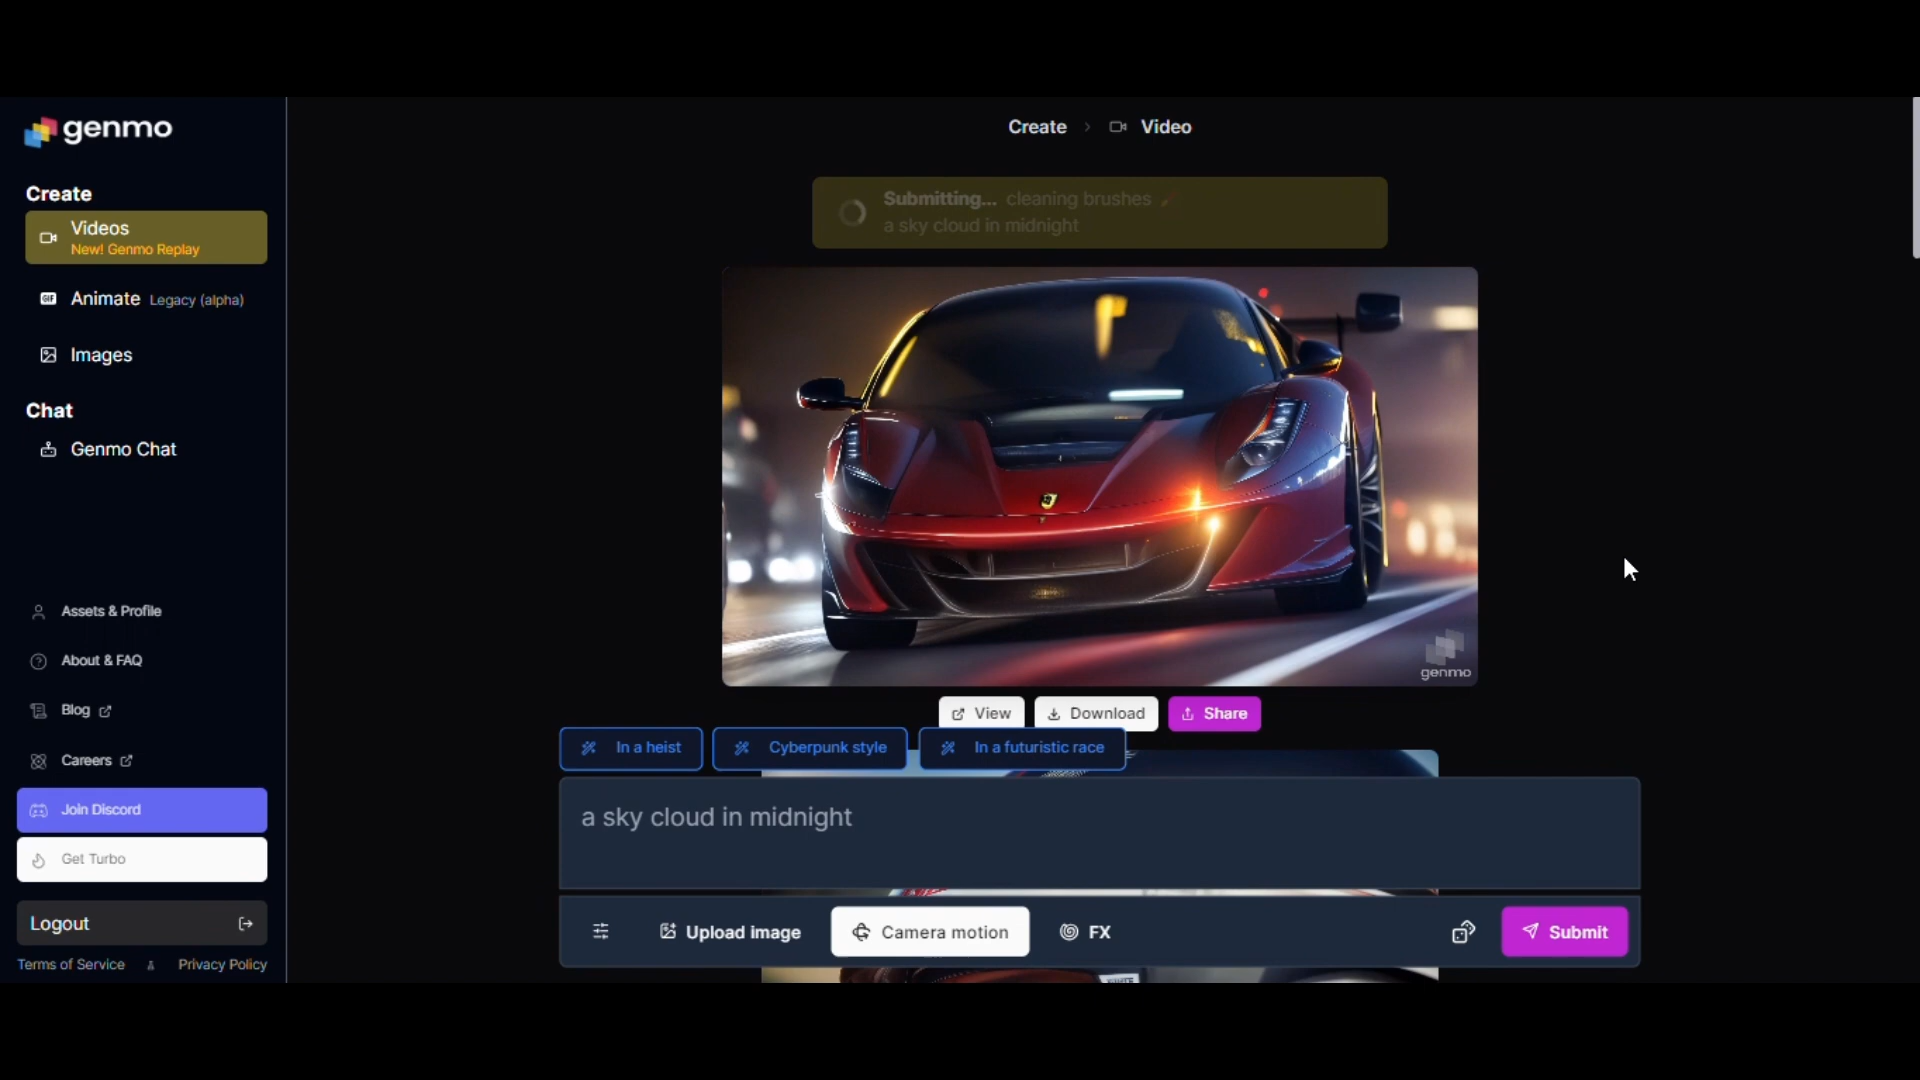 genmo
Create
Videos
New! Genmo Replay
GIF
Animate Legacy (alpha)
Images
Chat
Genmo Chat
Assets & Profile
About & FAQ
Blog
Careers
Join Discord
Get Turbo
Logout
Terms of Service
Privacy Policy
Create > Video
Submitting... cleaning brushes
a sky cloud in midnight
genmo
View
Download
Share
In a heist
Cyberpunk style
In a futuristic race
a sky cloud in midnight
Upload image
Camera motion
FX
Submit